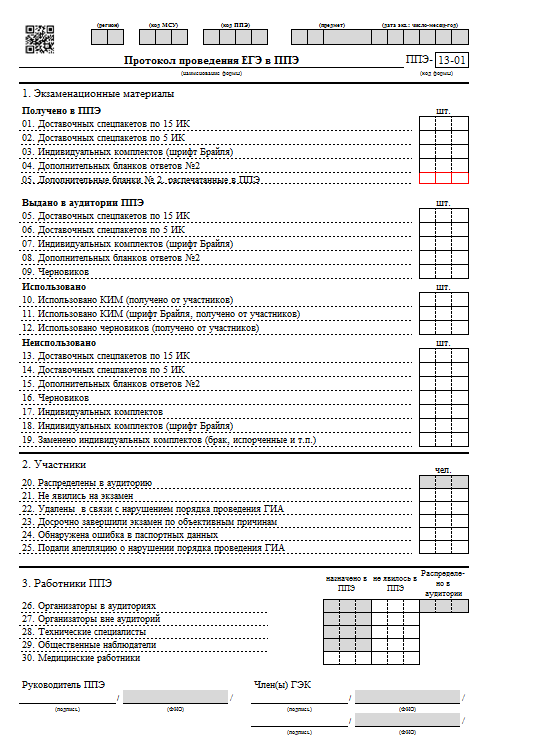 (регион) (код МСУ) (код ППЭ) (предмет) (дата экз.: число-месяц-год)
Протокол проведения ЕГЭ в ППЭ ППЭ- 13-01
(наименование формы) (код формы)
1. Экзаменационные материалы
Получено в ППЭ шт.
01. Доставочных спецпакетов по 15 ИК
02. Доставочных спецпакетов по 5 ИК
03. Индивидуальных комплектов (шрифт Брайля)
04. Дополнительных бланков ответов №2
05. Дополнительные бланки № 2, распечатанные в ППЭ
Выдано в аудитории ППЭ шт.
05. Доставочных спецпакетов по 15 ИК
06. Доставочных спецпакетов по 5 ИК
07. Индивидуальных комплектов (шрифт Брайля)
08. Дополнительных бланков ответов №2
09. Черновиков
Использовано шт.
10. Использовано КИМ (получено от участников)
11. Использовано КИМ (шрифт Брайля, получено от участников)
12. Использовано черновиков (получено от участников)
Неиспользовано шт.
13. Доставочных спецпакетов по 15 ИК
14. Доставочных спецпакетов по 5 ИК
15. Дополнительных бланков ответов №2
16. Черновиков
17. Индивидуальных комплектов
18. Индивидуальных комплектов (шрифт Брайля)
19. Заменено индивидуальных комплектов (брак, испорченные и т.п.)
2. Участники
чел.
20. Распределены в аудиторию
21. Не явились на экзамен
22. Удалены в связи с нарушением порядка проведения ГИА
23. Досрочно завершили экзамен по объективным причинам
24. Обнаружена ошибка в паспортных данных
25. Подали апелляцию о нарушении порядка проведения ГИА
3. Работники ППЭ
назначено в ППЭ не явилось в ППЭ Распределе-но в аудитории
26. Организаторы в аудиториях
27. Организаторы вне аудиторий
28. Технические специалисты
29. Общественные наблюдатели
30. Медицинские работники
Руководитель ППЭ Член(ы) ГЭК
/ / / /
(подпись) (ФИО) (подпись) (ФИО)
/ /
(подпись) (ФИО)